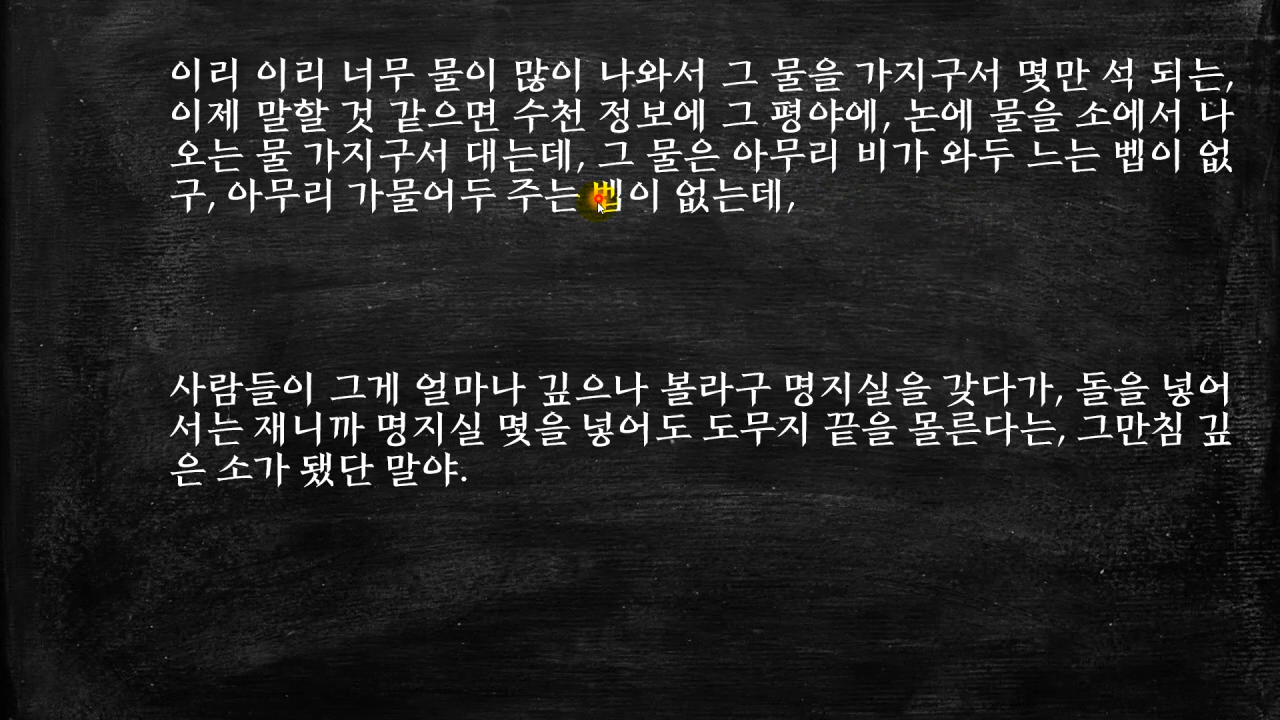 이리 이리 너무 물이 많이 나와서 그 물을 가지구서 몇만 석 되는,
이제 말할 것 같으면 수천 정보에 그 평야에, 논에 물을 소에서 나
오는 물 가지구서 대는데, 그 물은 아무리 비가 와두 느는 벱이 없
구, 아무리 가물어두 주는 벱이 없는데,
사람들이 그게 얼마나 깊으나 볼라구 명지실을 갖다가, 돌을 넣어
서는 재니까 명지실 몇을 넣어도 도무지 끝을 몰른다는, 그만침 깊
은 소가 됐단 말야.